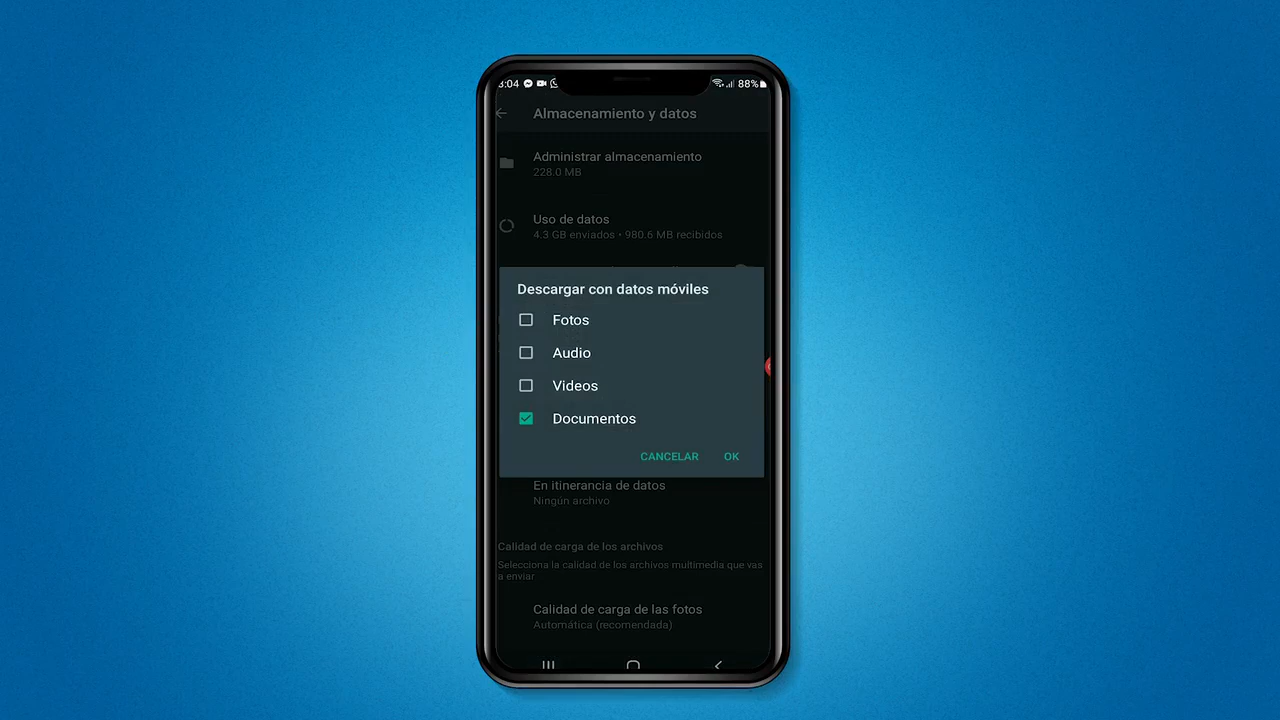 3:04
88%
Almacenamiento y datos
Administrar almacenamiento
228.0 MB
Uso de datos
4.3 GB enviados • 980.6 MB recibidos
Descargar con datos móviles
Fotos
Audio
Videos
Documentos
CANCELAR OK
En itinerancia de datos
Ningún archivo
Calidad de carga de los archivos
Selecciona la calidad de los archivos multimedia que vas
a enviar
Calidad de carga de las fotos
Automática (recomendada)